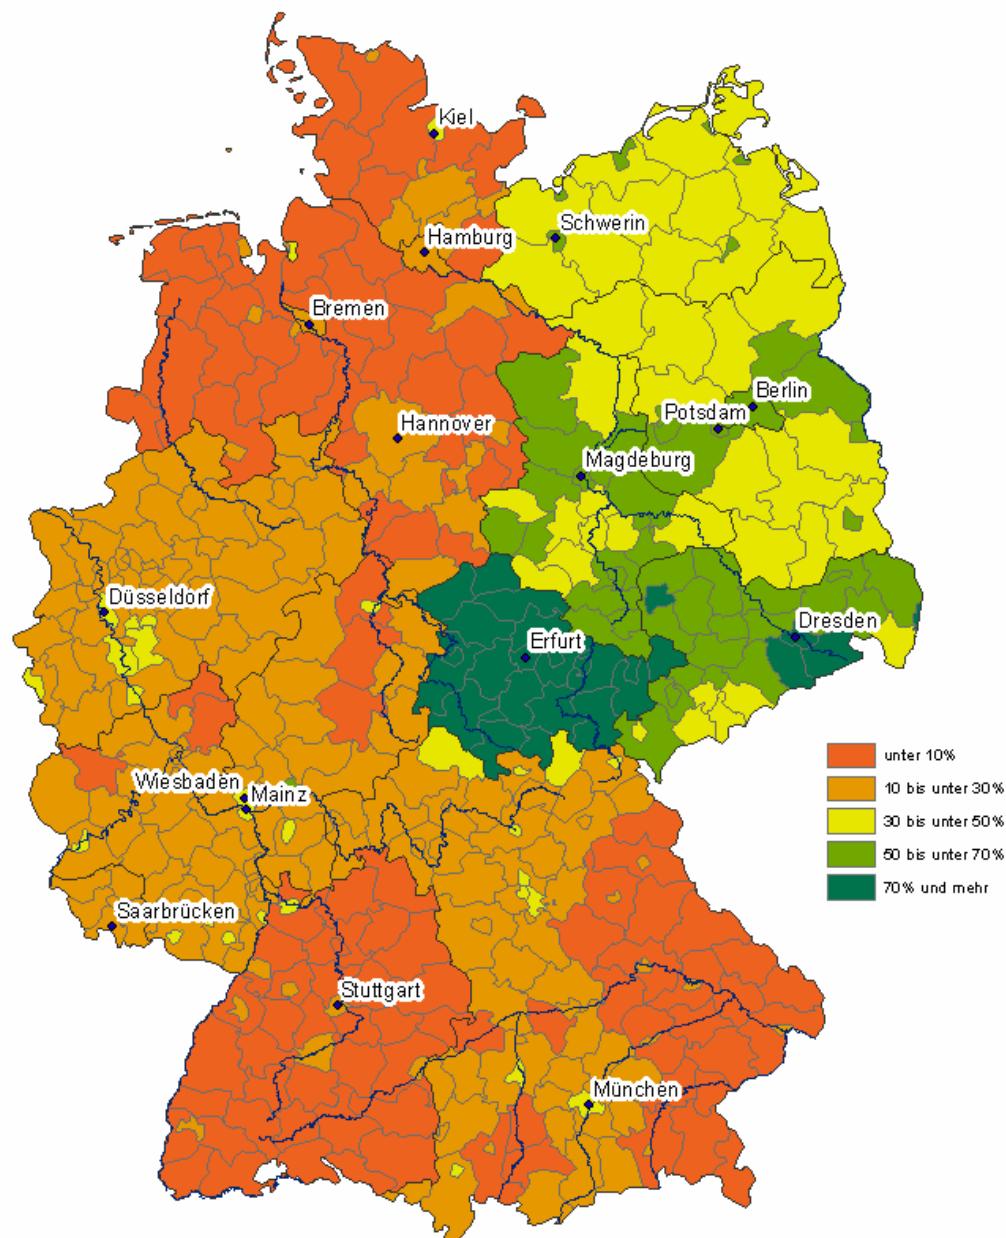 Kiel
Schwerin
Hamburg
Bremen
Berlin
Potsdam
Hannover
Magdeburg
Düsseldorf
Dresden
Erfurt
Wiesbaden
Mainz
Saarbrücken
Stuttgart
München
unter 10%
10 bis unter 30%
30 bis unter 50%
50 bis unter 70%
70% und mehr